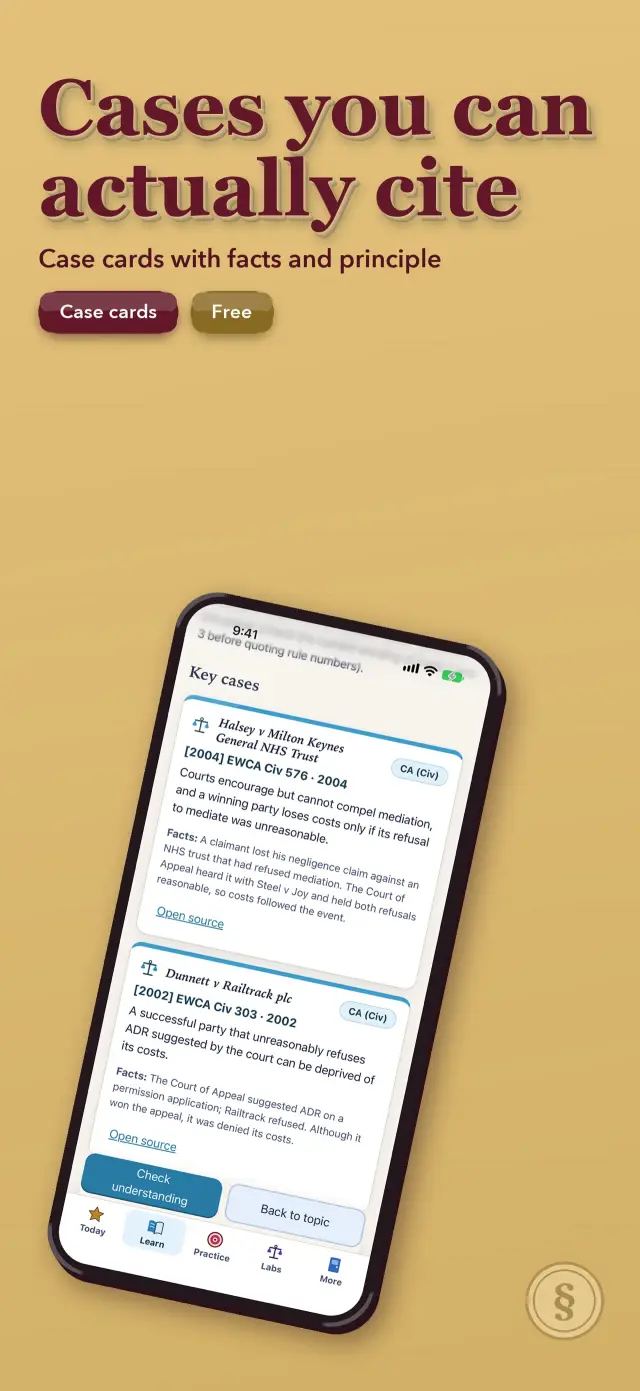 Cases you can
actually cite
Case cards with facts and principle
Case cards
Free
9:41
3 before quoting rule numbers).
Key cases
Halsey v Milton Keynes
General NHS Trust
CA (Civ)
[2004] EWCA Civ 576 · 2004
Courts encourage but cannot compel mediation,
and a winning party loses costs only if its refusal
to mediate was unreasonable.
Facts: A claimant lost his negligence claim against an
NHS trust that had refused mediation. The Court of
Appeal heard it with Steel v Joy and held both refusals
reasonable, so costs followed the event.
Open source
Dunnett v Railtrack plc
CA (Civ)
[2002] EWCA Civ 303 · 2002
A successful party that unreasonably refuses
ADR suggested by the court can be deprived of
its costs.
Facts: The Court of Appeal suggested ADR on a
permission application; Railtrack refused. Although it
won the appeal, it was denied its costs.
Open source
Check
understanding
Back to topic
Today
Learn
Practice
Labs
More
§